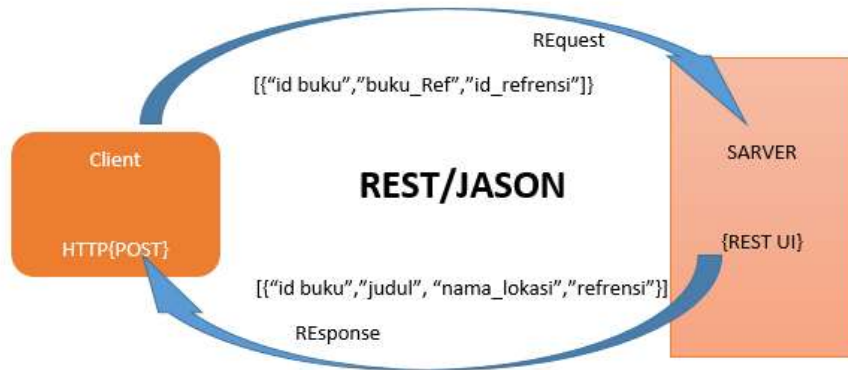 REquest
[{“id buku”,”buku_Ref”,”id_refrensi”]}
Client
SARVER
REST/JASON
HTTP{POST}
{REST UI}
[{“id buku”,”judul”, “nama_lokasi”,”refrensi”}]
REsponse